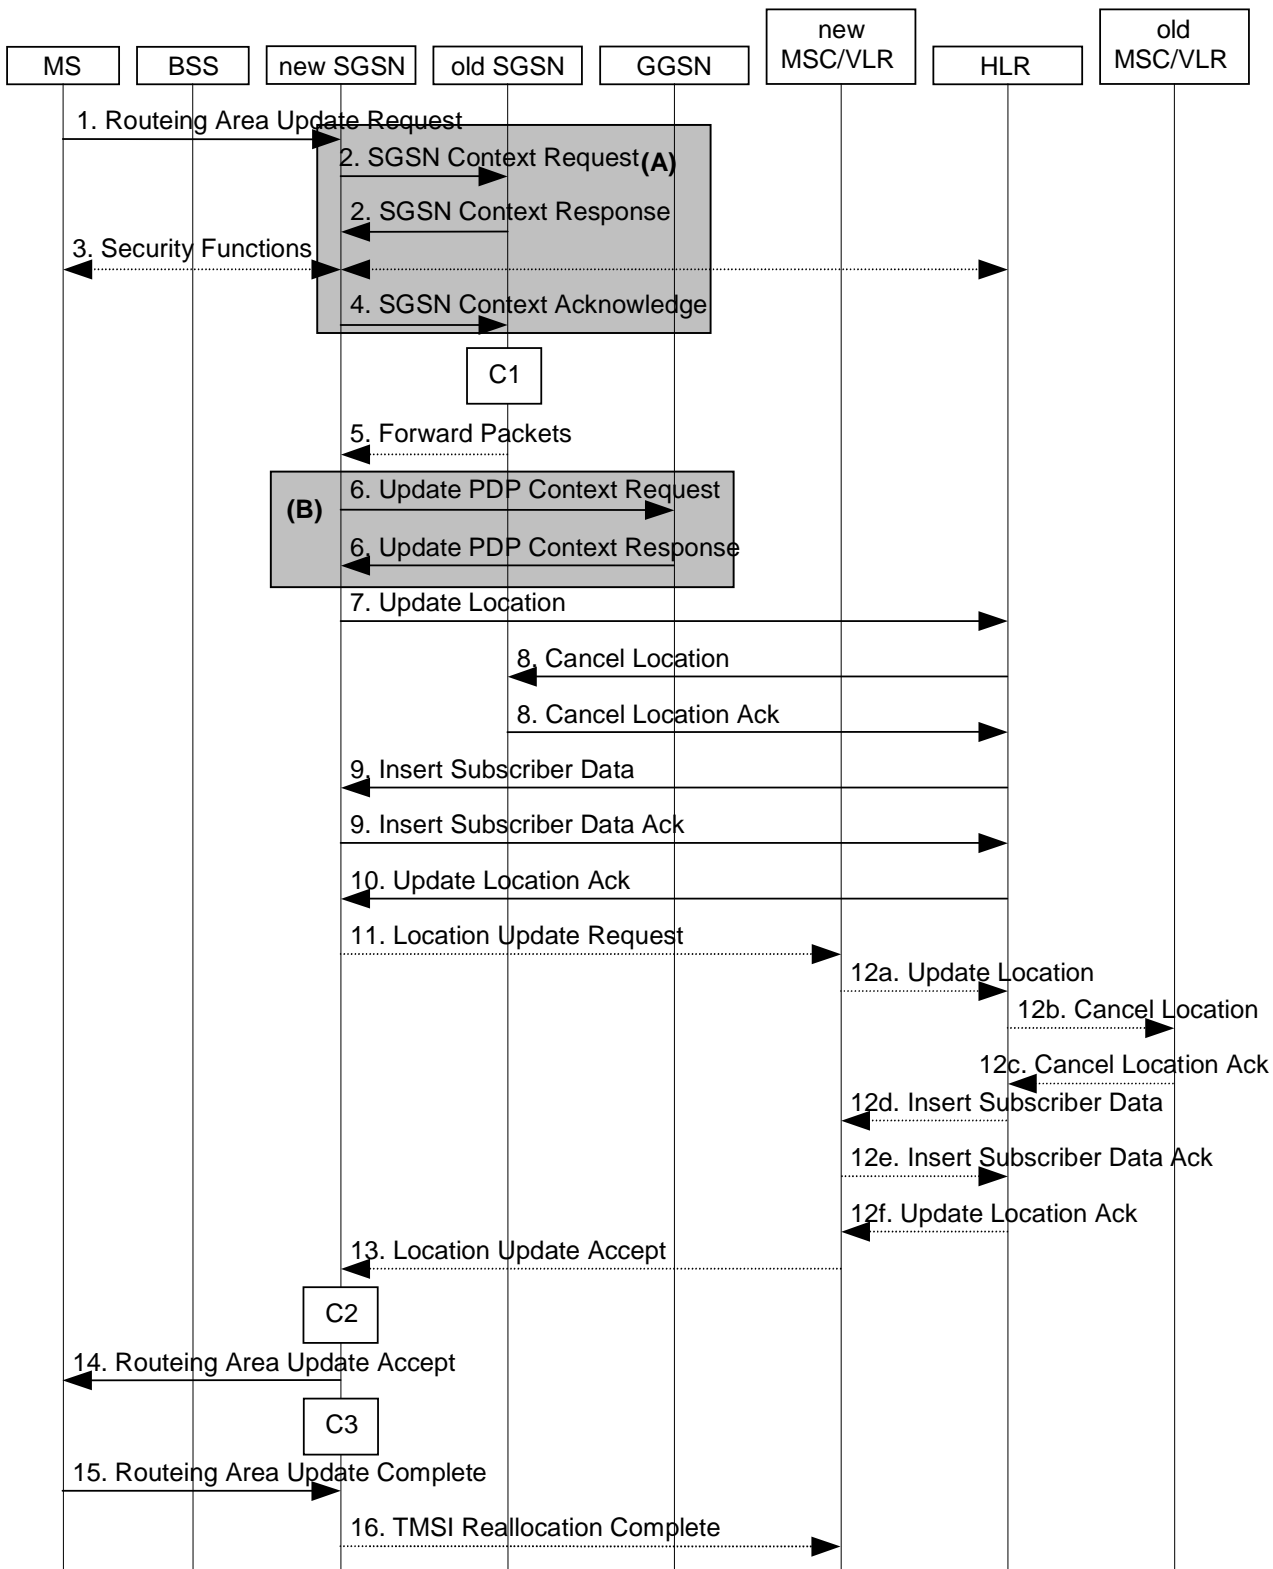 new
MSC/VLR
old
MSC/VLR
MS
BSS
new SGSN
old SGSN
GGSN
HLR
1. Routeing Area Update Request
2. SGSN Context Request
(A)
2. SGSN Context Response
3. Security Functions
4. SGSN Context Acknowledge
C1
5. Forward Packets
6. Update PDP Context Request
(B)
6. Update PDP Context Response
7. Update Location
8. Cancel Location
8. Cancel Location Ack
9. Insert Subscriber Data
9. Insert Subscriber Data Ack
10. Update Location Ack
11. Location Update Request
12a. Update Location
12b. Cancel Location
12c. Cancel Location Ack
12d. Insert Subscriber Data
12e. Insert Subscriber Data Ack
12f. Update Location Ack
13. Location Update Accept
C2
14. Routeing Area Update Accept
C3
15. Routeing Area Update Complete
16. TMSI Reallocation Complete